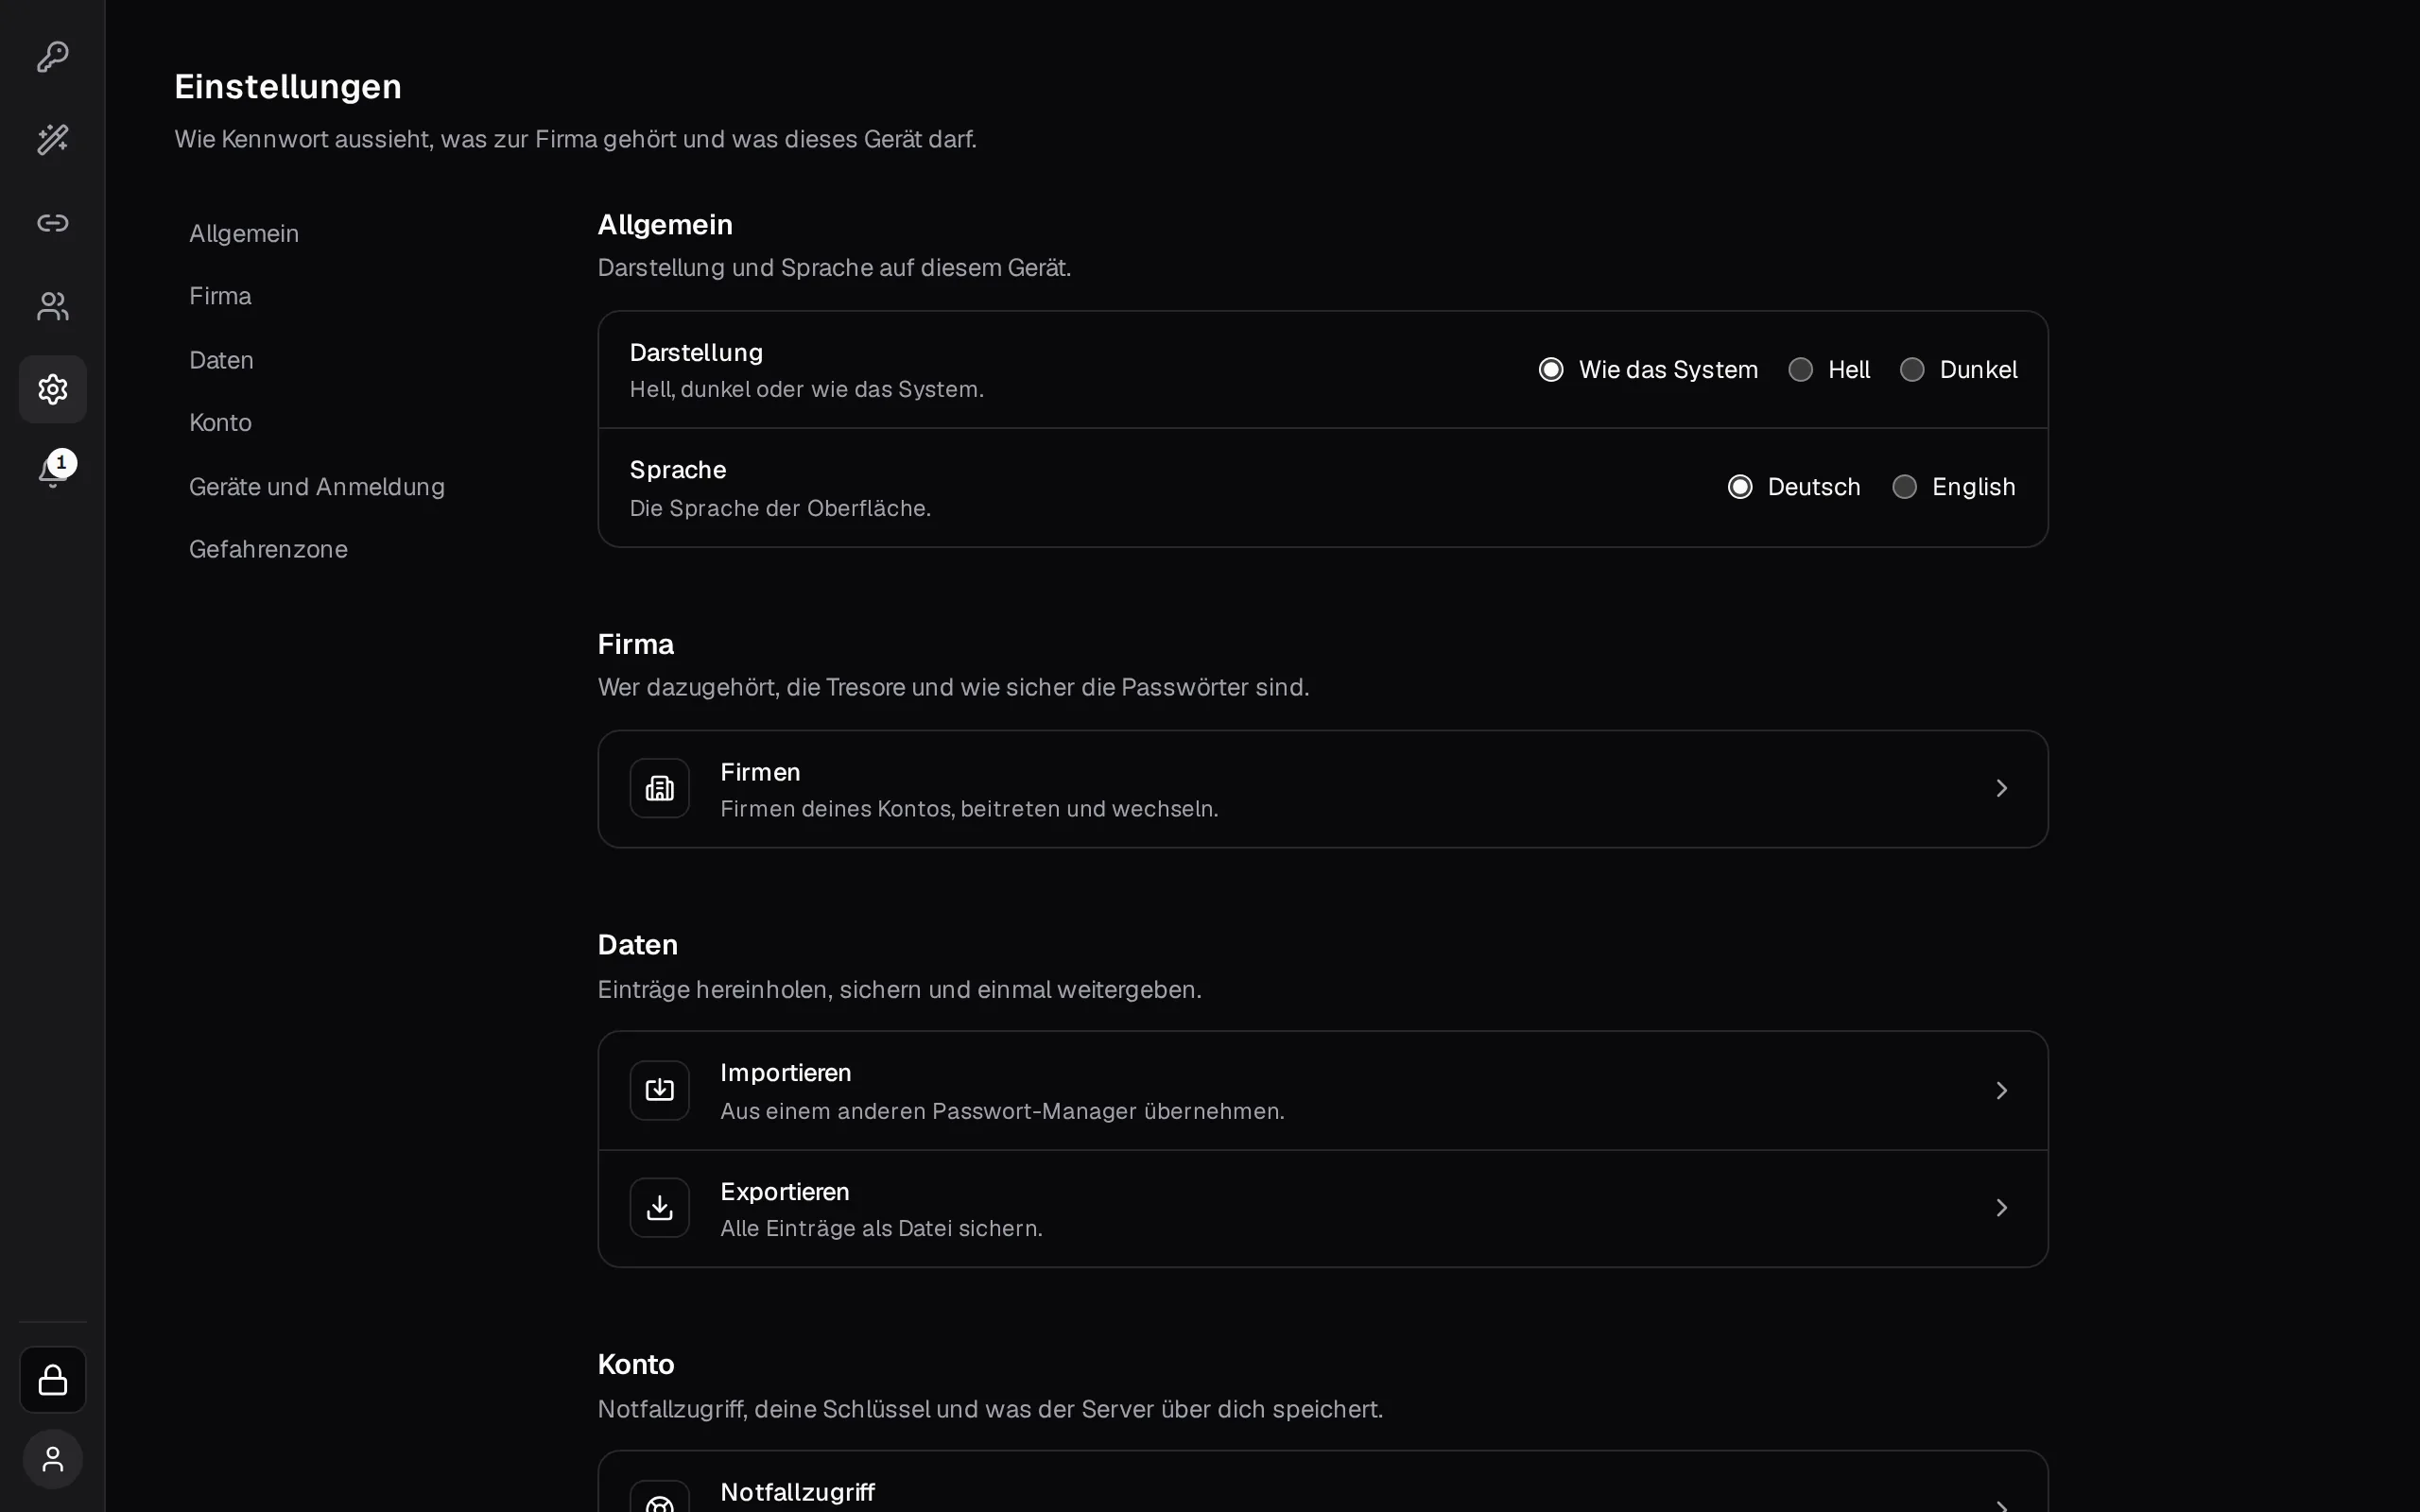 Einstellungen
Wie Kennwort aussieht, was zur Firma gehört und was dieses Gerät darf.
Allgemein
Firma
Daten
Konto
Geräte und Anmeldung
Gefahrenzone
1
Allgemein
Darstellung und Sprache auf diesem Gerät.
Darstellung
Hell, dunkel oder wie das System.
Wie das System Hell Dunkel
Sprache
Die Sprache der Oberfläche.
Deutsch English
Firma
Wer dazugehört, die Tresore und wie sicher die Passwörter sind.
Firmen
Firmen deines Kontos, beitreten und wechseln.
Daten
Einträge hereinholen, sichern und einmal weitergeben.
Importieren
Aus einem anderen Passwort-Manager übernehmen.
Exportieren
Alle Einträge als Datei sichern.
Konto
Notfallzugriff, deine Schlüssel und was der Server über dich speichert.
Notfallzugriff